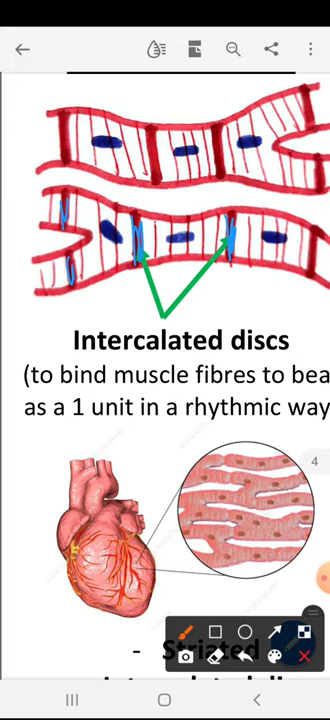 Intercalated discs
(to bind muscle fibres to bea
as a 1 unit in a rhythmic way
4
- Striated